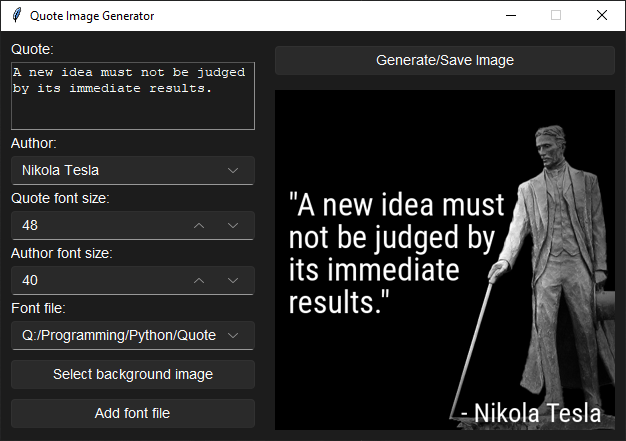 Quote Image Generator
Quote:
A new idea must not be judged
by its immediate results.
Author:
Nikola Tesla
Quote font size:
48
Author font size:
40
Font file:
Q:/Programming/Python/Quote
Select background image
Add font file
Generate/Save Image
"A new idea must
not be judged by
its immediate
results."
- Nikola Tesla